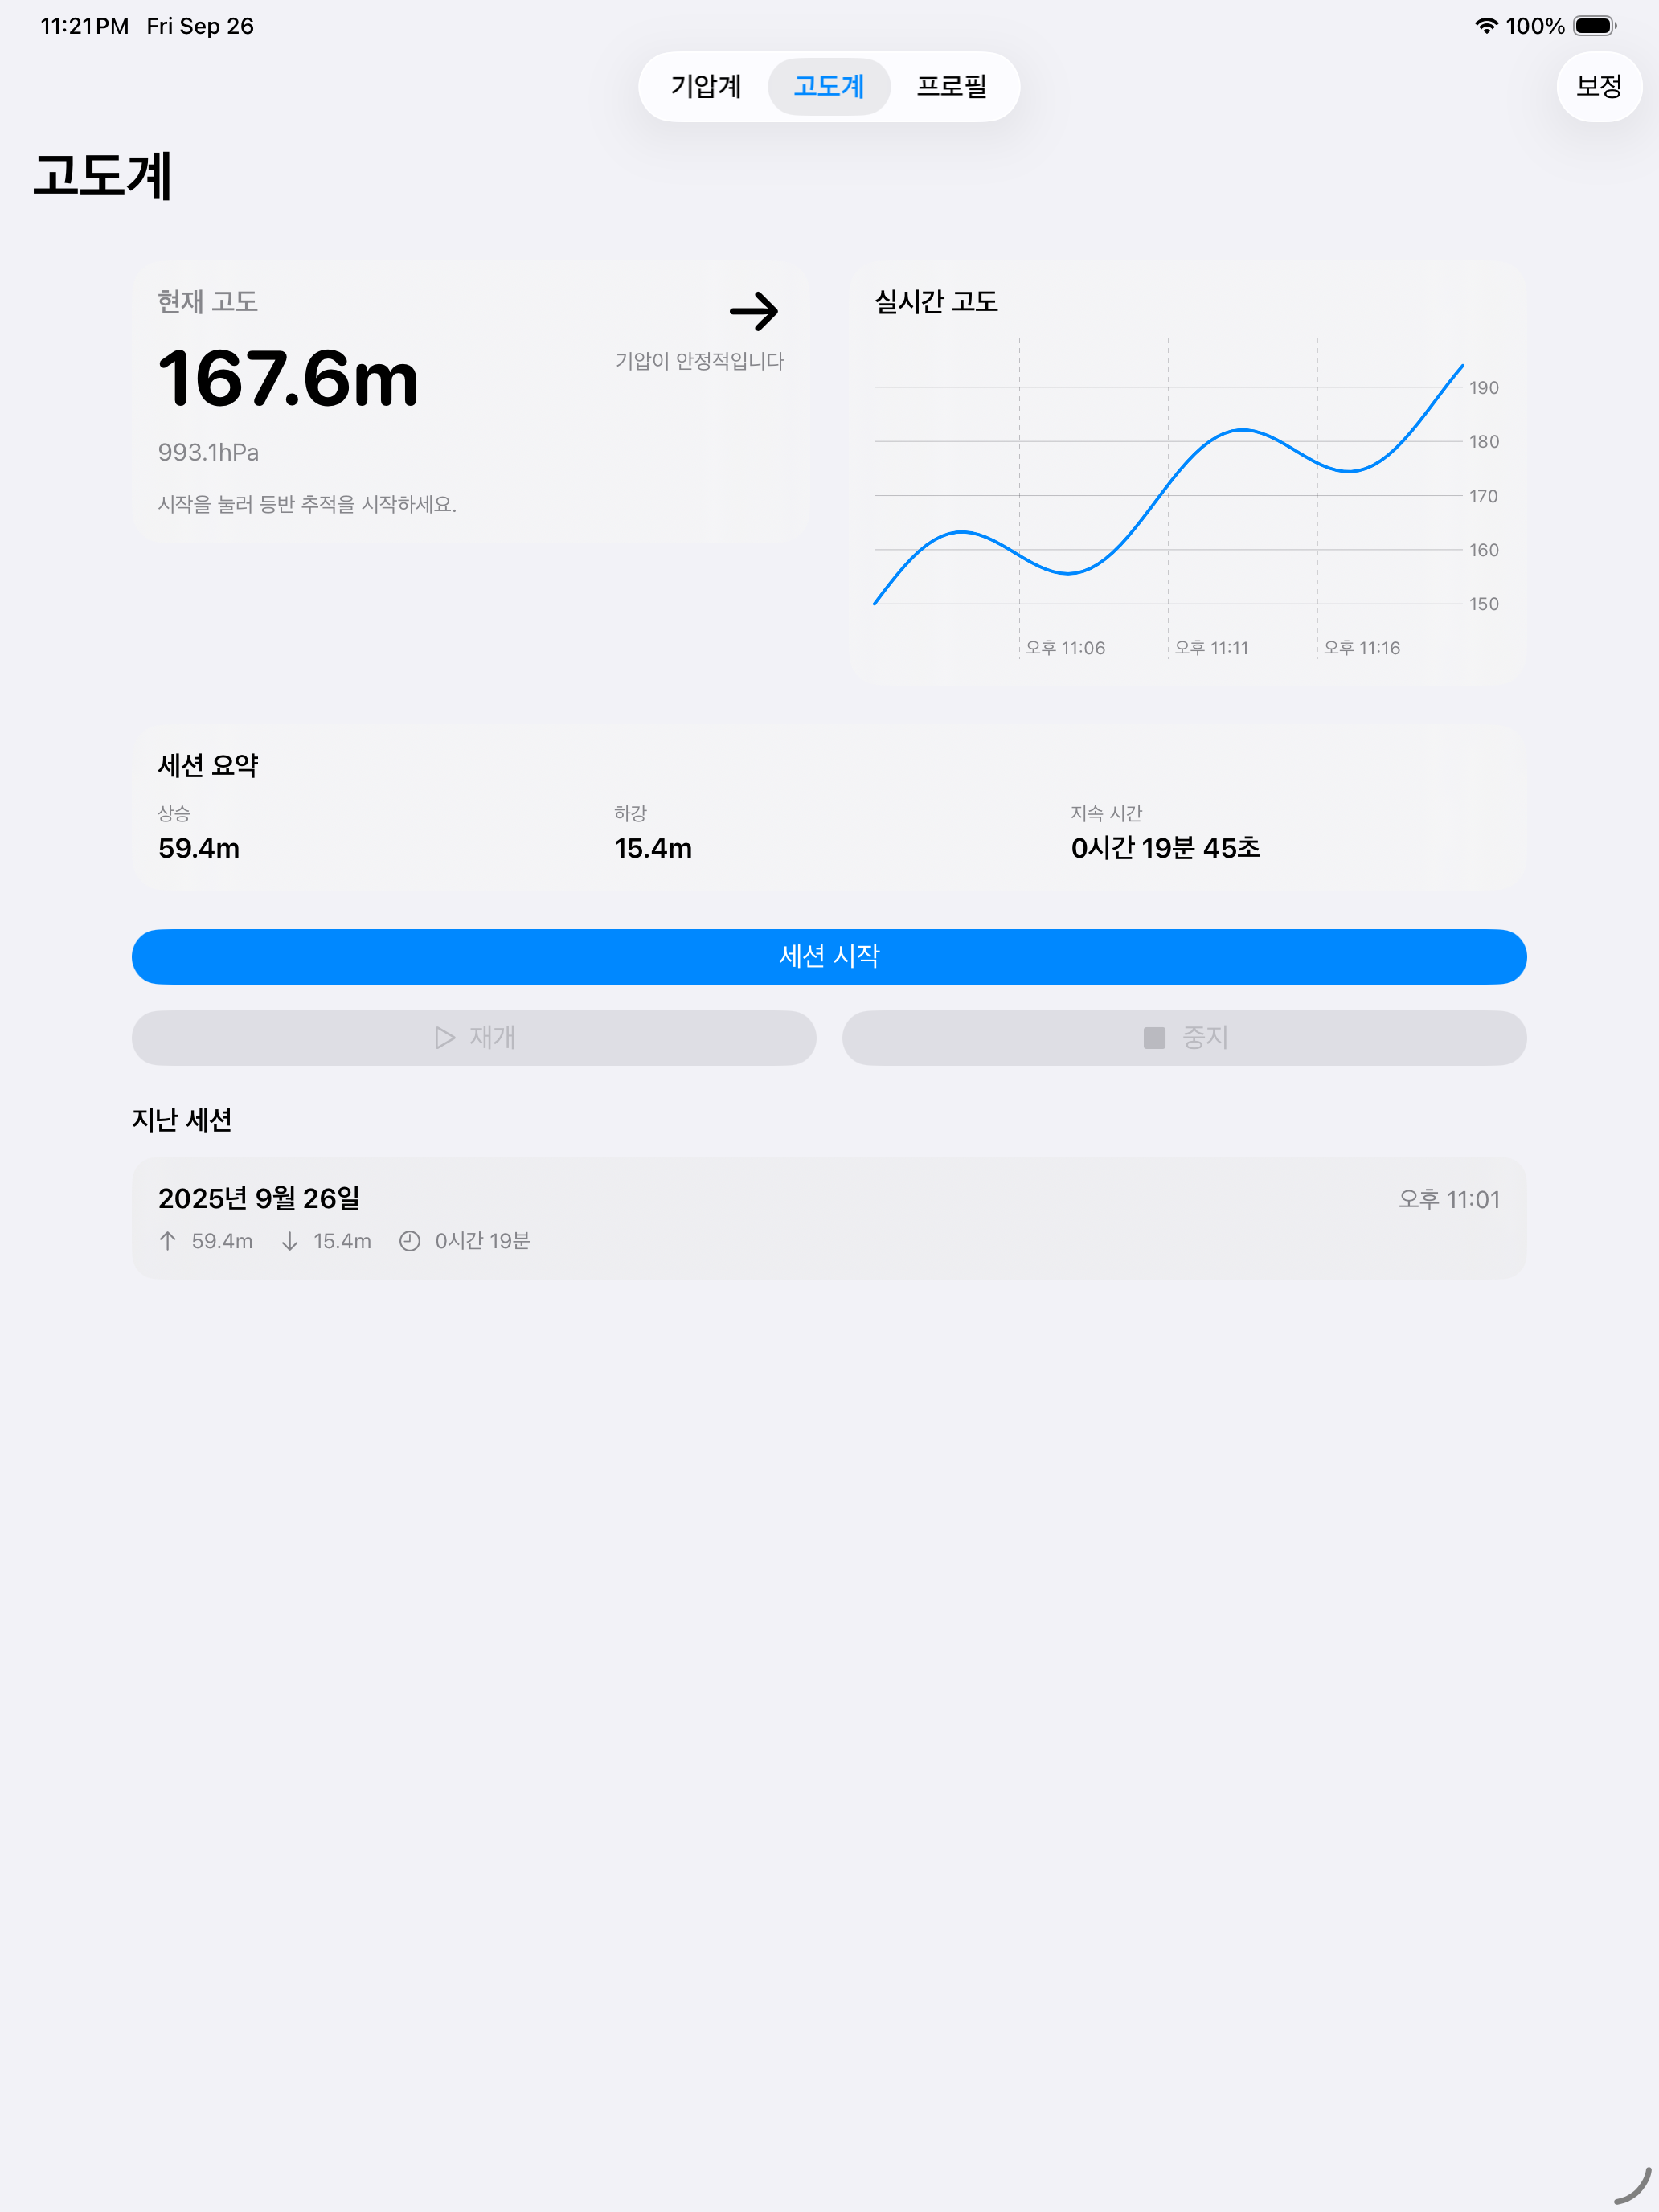 11:21 PM Fri Sep 26 100%
기압계 고도계 프로필 보정
고도계
현재 고도
167.6m
기압이 안정적입니다
993.1hPa
시작을 눌러 등반 추적을 시작하세요.
실시간 고도
190
180
170
160
150
오후 11:06 오후 11:11 오후 11:16
세션 요약
상승 하강 지속 시간
59.4m 15.4m 0시간 19분 45초
세션 시작
재개 중지
지난 세션
2025년 9월 26일 오후 11:01
59.4m 15.4m 0시간 19분